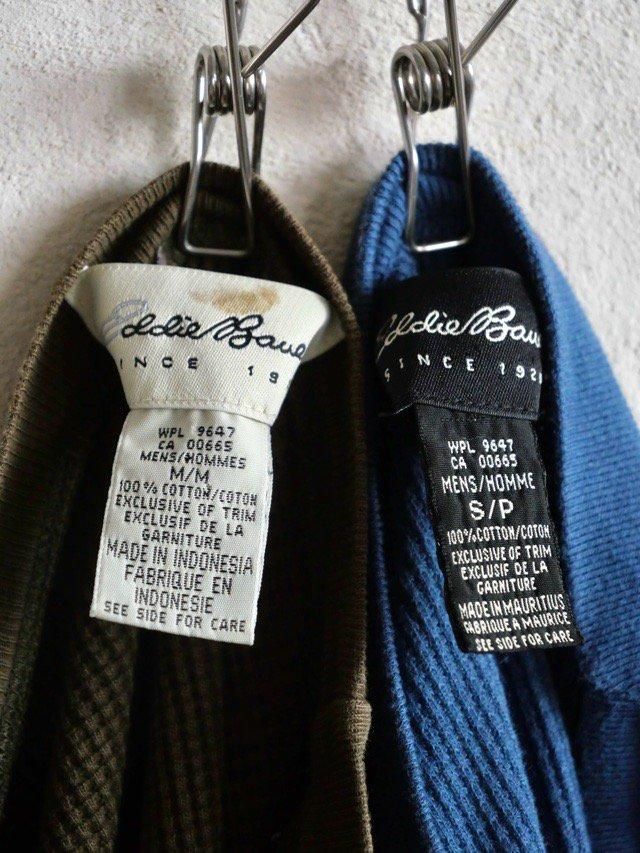 Eddie Baue
SINCE 19
WPL 9647
CA 00665
MENS/HOMMES
M/M
100% COTTON/COTON
EXCLUSIVE OF TRIM
EXCLUSIF DE LA
GARNITURE
MADE IN INDONESIA
FABRIQUE EN
INDONESIE
SEE SIDE FOR CARE
Eddie Baue
SINCE 192
WPL 9647
CA 00665
MENS/HOMME
S/P
100% COTTON/COTON
EXCLUSIVE OF TRIM
EXCLUSIF DE LA
GARNITURE
MADE IN MAURITIUS
FABRIQUE A MAURICE
SEE SIDE FOR CARE